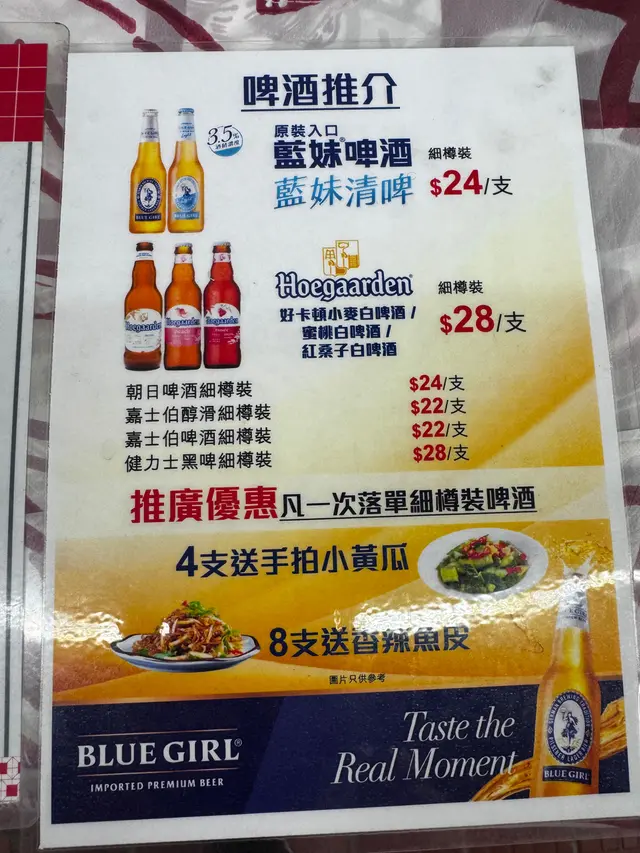 啤酒推介
3.5%
酒精濃度
原裝入口
藍妹®啤酒
藍妹清啤
細樽裝
$24/支
Hoegaarden®
好卡頓小麥白啤酒/
蜜桃白啤酒/
紅桑子白啤酒
細樽裝
$28/支
朝日啤酒細樽裝 $24/支
嘉士伯醇滑細樽裝 $22/支
嘉士伯啤酒細樽裝 $22/支
健力士黑啤細樽裝 $28/支
推廣優惠凡一次落單細樽裝啤酒
4支送手拍小黃瓜
8支送香辣魚皮
圖片只供參考
BLUE GIRL®
IMPORTED PREMIUM BEER
Taste the
Real Moment
BLUE GIRL